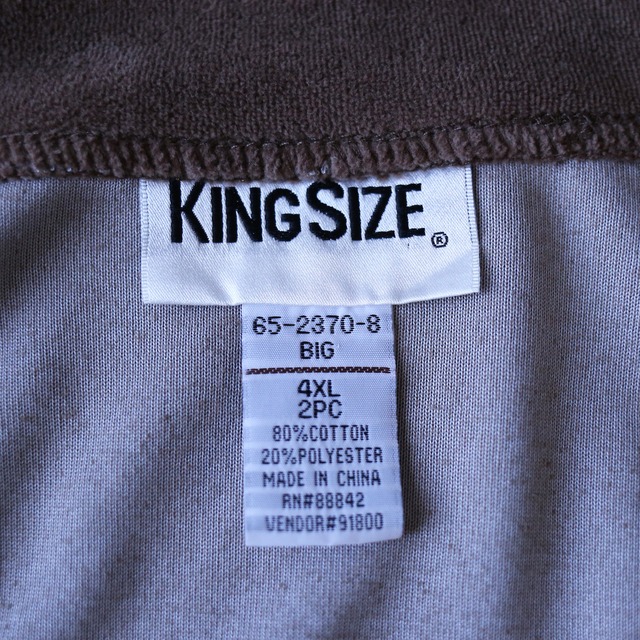 KINGSIZE ®
65-2370-8
BIG
4XL
2PC
80%COTTON
20%POLYESTER
MADE IN CHINA
RN#88842
VENDOR#91800